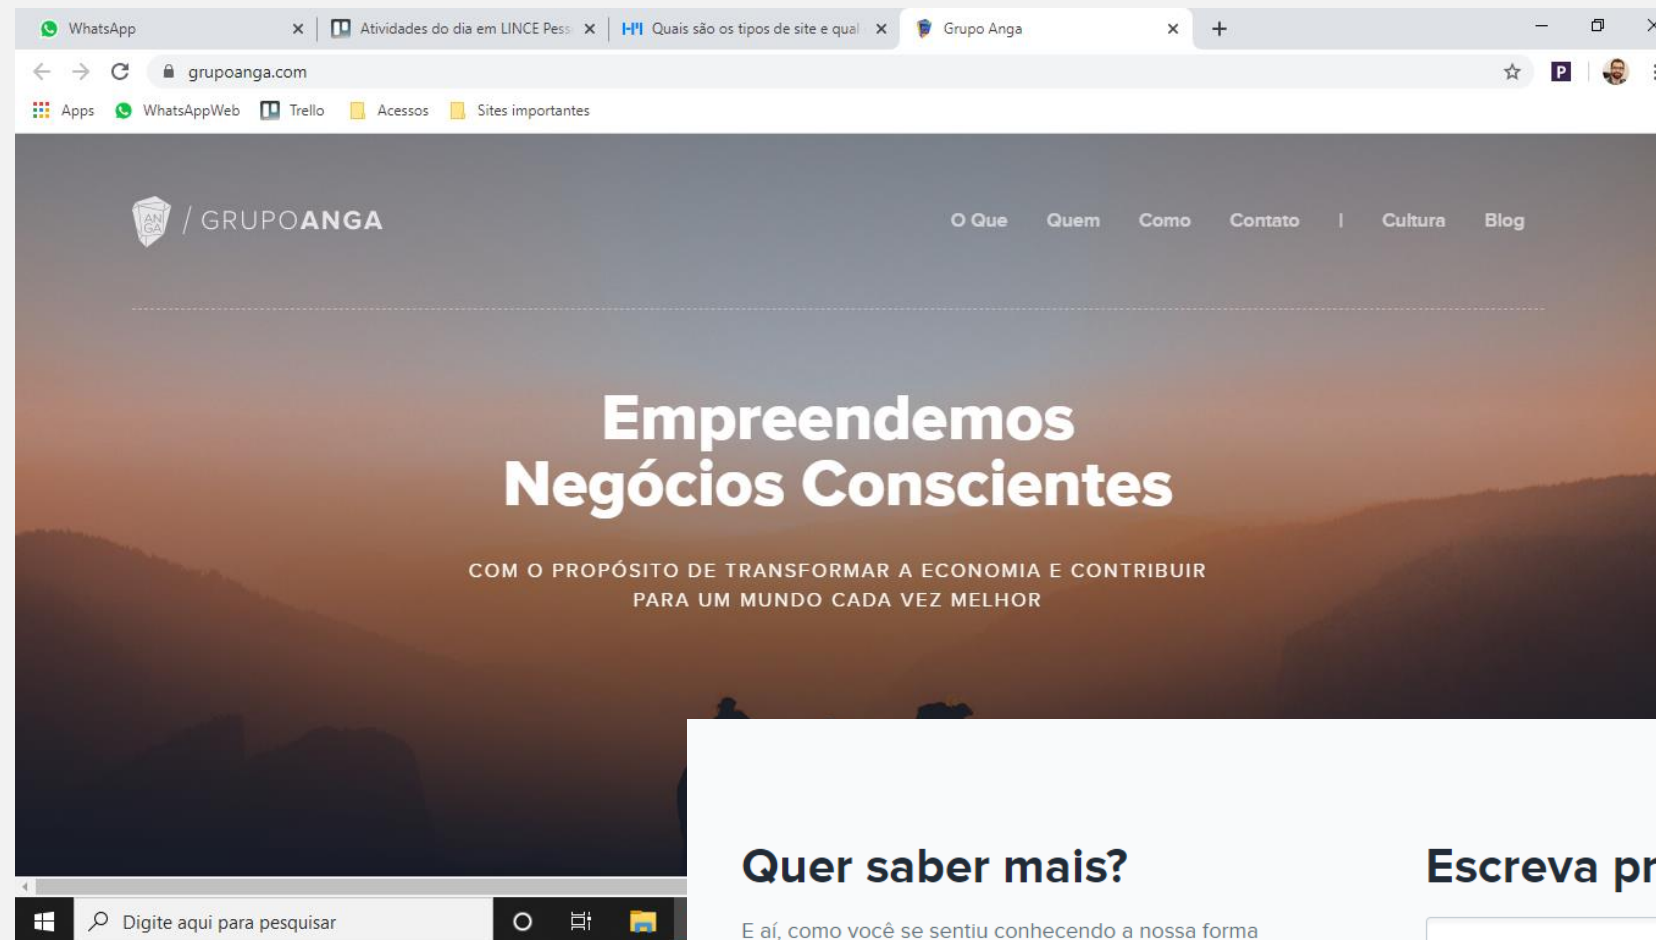 WhatsApp
Atividades do dia em LINCE Pess
Quais são os tipos de site e qual
Grupo Anga
grupoanga.com
P
Apps
WhatsAppWeb
Trello
Acessos
Sites importantes
ANGA / GRUPOANGA
O Que Quem Como Contato | Cultura Blog
Empreendemos
Negócios Conscientes
COM O PROPÓSITO DE TRANSFORMAR A ECONOMIA E CONTRIBUIR
PARA UM MUNDO CADA VEZ MELHOR
Quer saber mais?
Escreva pr
E aí, como você se sentiu conhecendo a nossa forma
Digite aqui para pesquisar